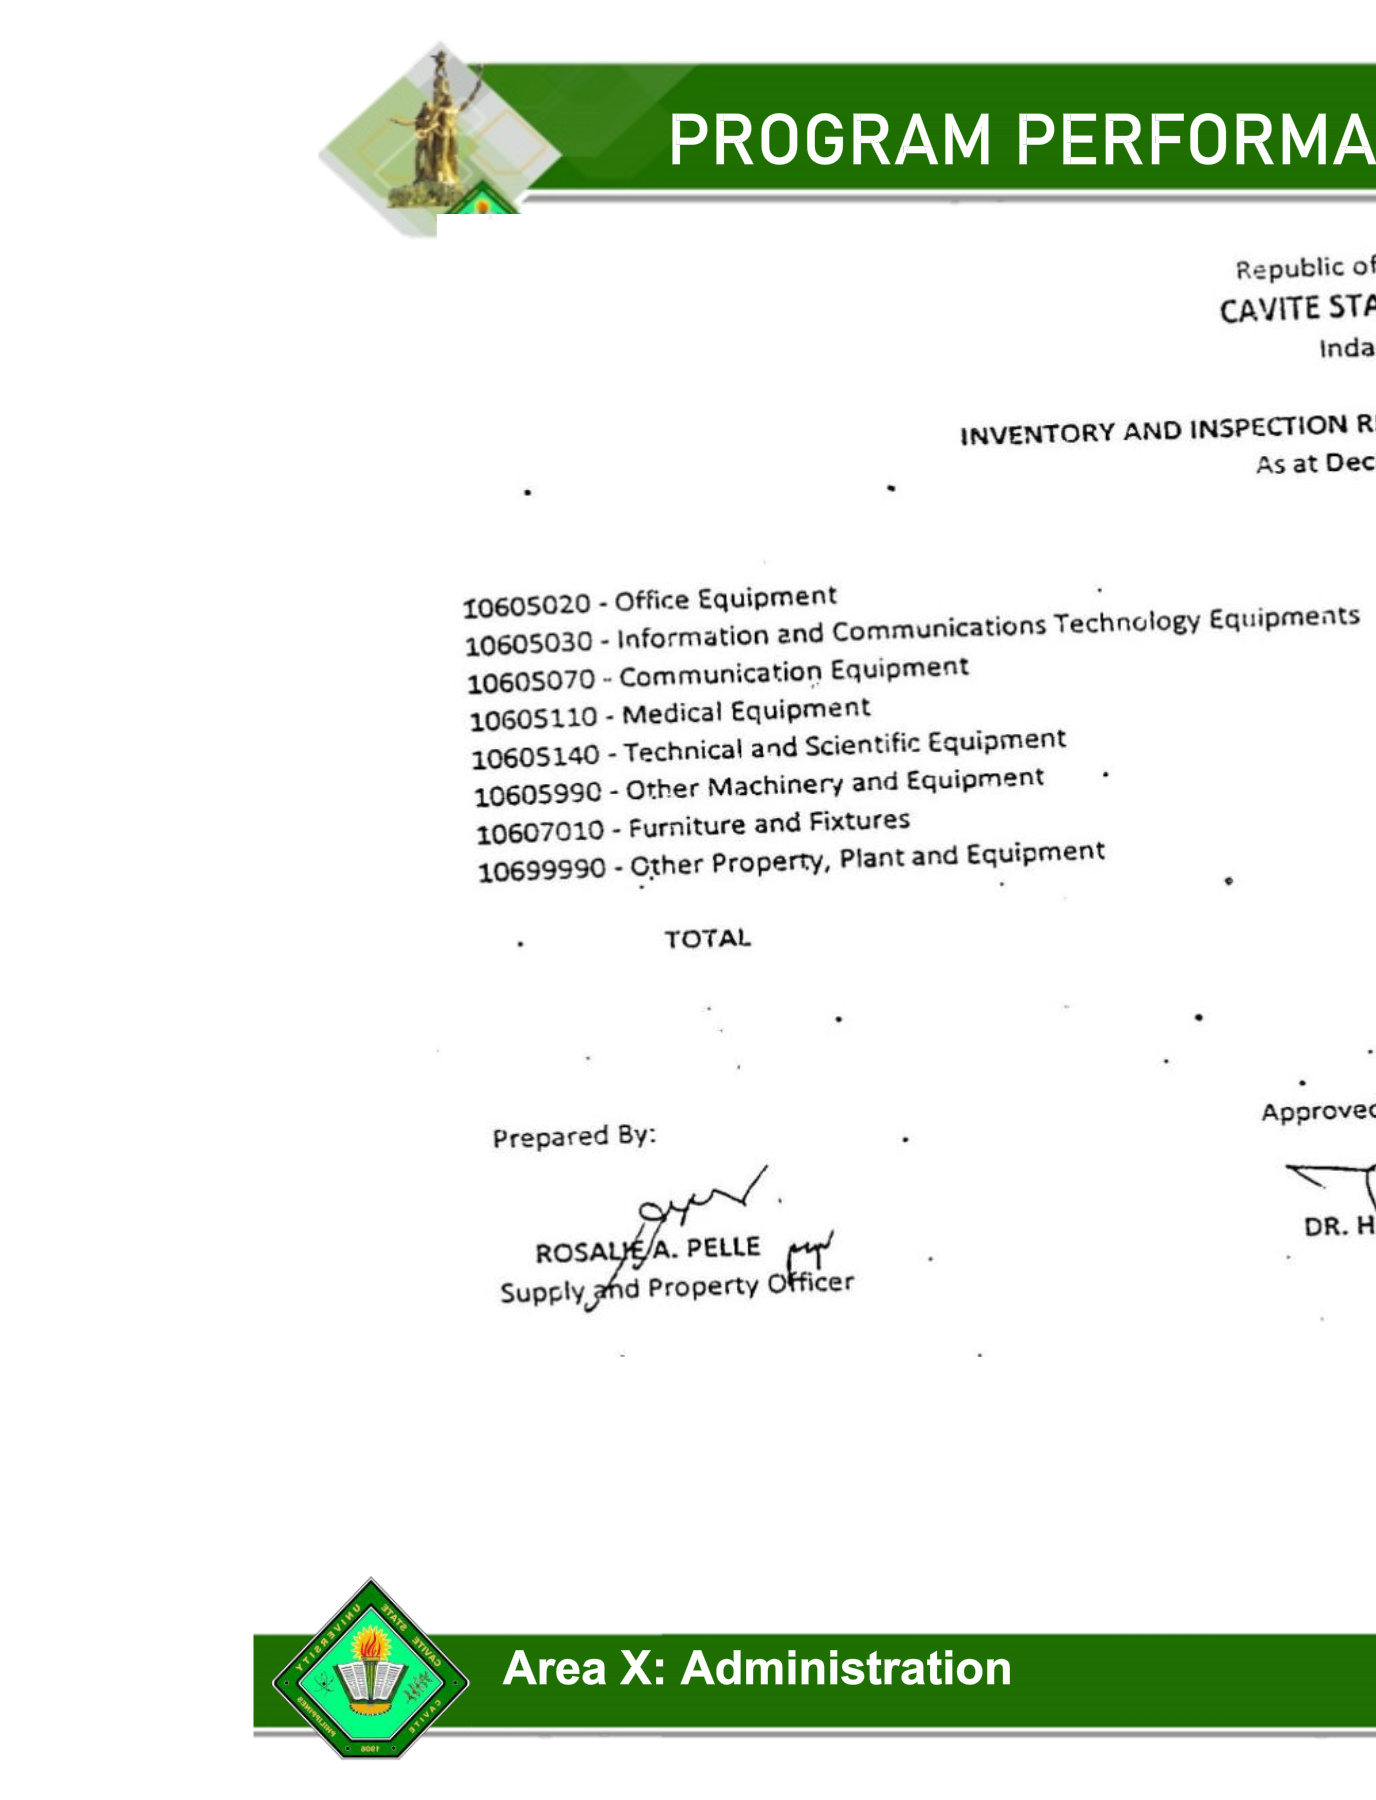 PROGRAM PERFORMA
Republic of
CAVITE STA
Inda
INVENTORY AND INSPECTION R
As at Dec
10605020 - Office Equipment
10605030 - Information and Communications Technology Equipments
10605070 - Communication Equipment
10605110 - Medical Equipment
10605140 - Technical and Scientific Equipment
10605990 - Other Machinery and Equipment
10607010 - Furniture and Fixtures
10699990 - Other Property, Plant and Equipment
TOTAL
Prepared By:
Approved
ROSALIE A. PELLE
DR. H
Supply and Property Officer
CAVITE STATE UNIVERSITY
CAVITE PHILIPPINES
1906
Area X: Administration